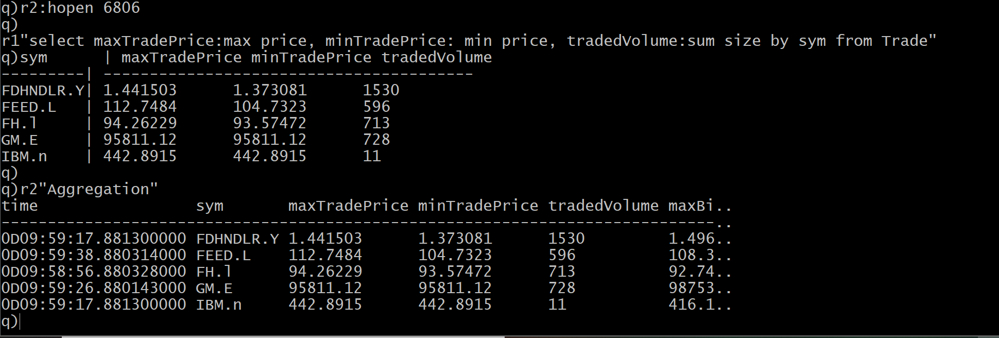 q)r2:hopen 6806
q)
r1"select maxTradePrice:max price, minTradePrice: min price, tradedVolume:sum size by sym from Trade"
q)sym      | maxTradePrice minTradePrice tradedVolume
---------| ----------------------------------------
FDHNDLR.Y| 1.441503      1.373081      1530
FEED.L   | 112.7484      104.7323      596
FH.l     | 94.26229      93.57472      713
GM.E     | 95811.12      95811.12      728
IBM.n    | 442.8915      442.8915      11
q)
q)r2"Aggregation"
time                 sym       maxTradePrice minTradePrice tradedVolume maxBi..
-----------------------------------------------------------------------------..
0D09:59:17.881300000 FDHNDLR.Y 1.441503      1.373081      1530         1.496..
0D09:59:38.880314000 FEED.L    112.7484      104.7323      596          108.3..
0D09:58:56.880328000 FH.l      94.26229      93.57472      713          92.74..
0D09:59:26.880143000 GM.E      95811.12      95811.12      728          98753..
0D09:59:17.881300000 IBM.n     442.8915      442.8915      11           416.1..
q)